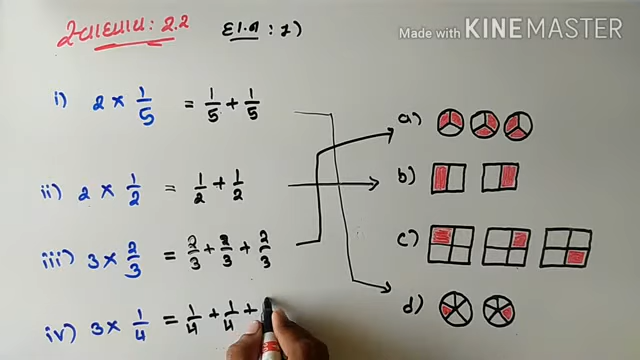 સ્વાધ્યાય: 2.2 દા.ત : 1)
Made with KINEMASTER
i) 2 × 1/5 = 1/5 + 1/5
a)
ii) 2 × 1/2 = 1/2 + 1/2
b)
iii) 3 × 2/3 = 2/3 + 2/3 + 2/3
c)
iv) 3 × 1/4 = 1/4 + 1/4 +
d)